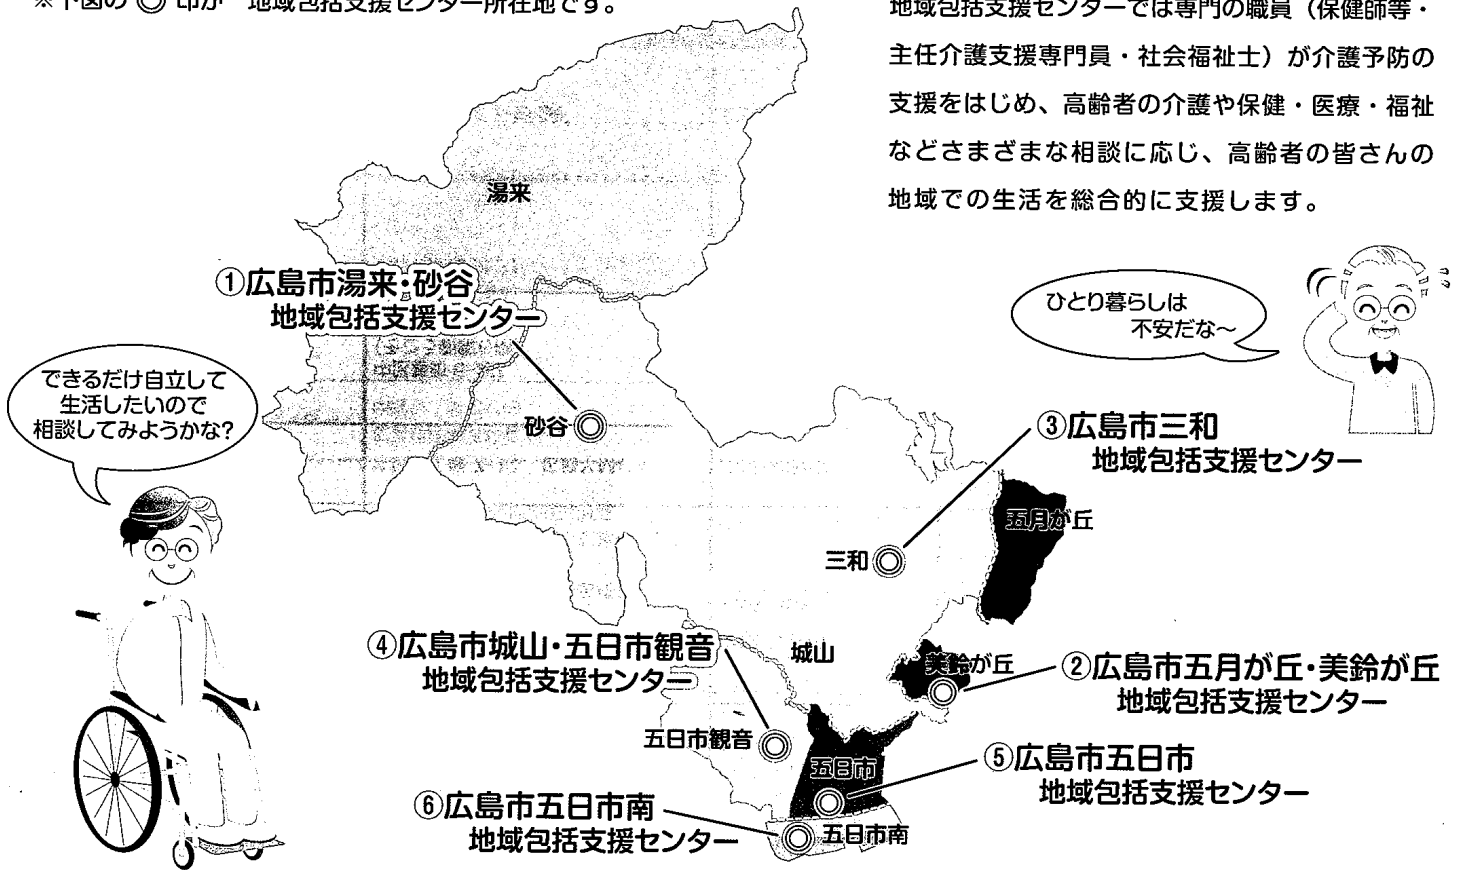 ※下図の◎印が 地域包括支援センター所在地です。
地域包括支援センターでは専門の職員（保健師等・
主任介護支援専門員・社会福祉士）が介護予防の
支援をはじめ、高齢者の介護や保健・医療・福祉
などさまざまな相談に応じ、高齢者の皆さんの
地域での生活を総合的に支援します。
湯来
①広島市湯来・砂谷
地域包括支援センター
ひとり暮らしは
不安だな〜
できるだけ自立して
生活したいので
相談してみようかな？
砂谷
③広島市三和
地域包括支援センター
五月が丘
三和
④広島市城山・五日市観音
地域包括支援センター
城山
美鈴が丘
②広島市五月が丘・美鈴が丘
地域包括支援センター
五日市観音
五日市
⑤広島市五日市
地域包括支援センター
⑥広島市五日市南
地域包括支援センター
五日市南